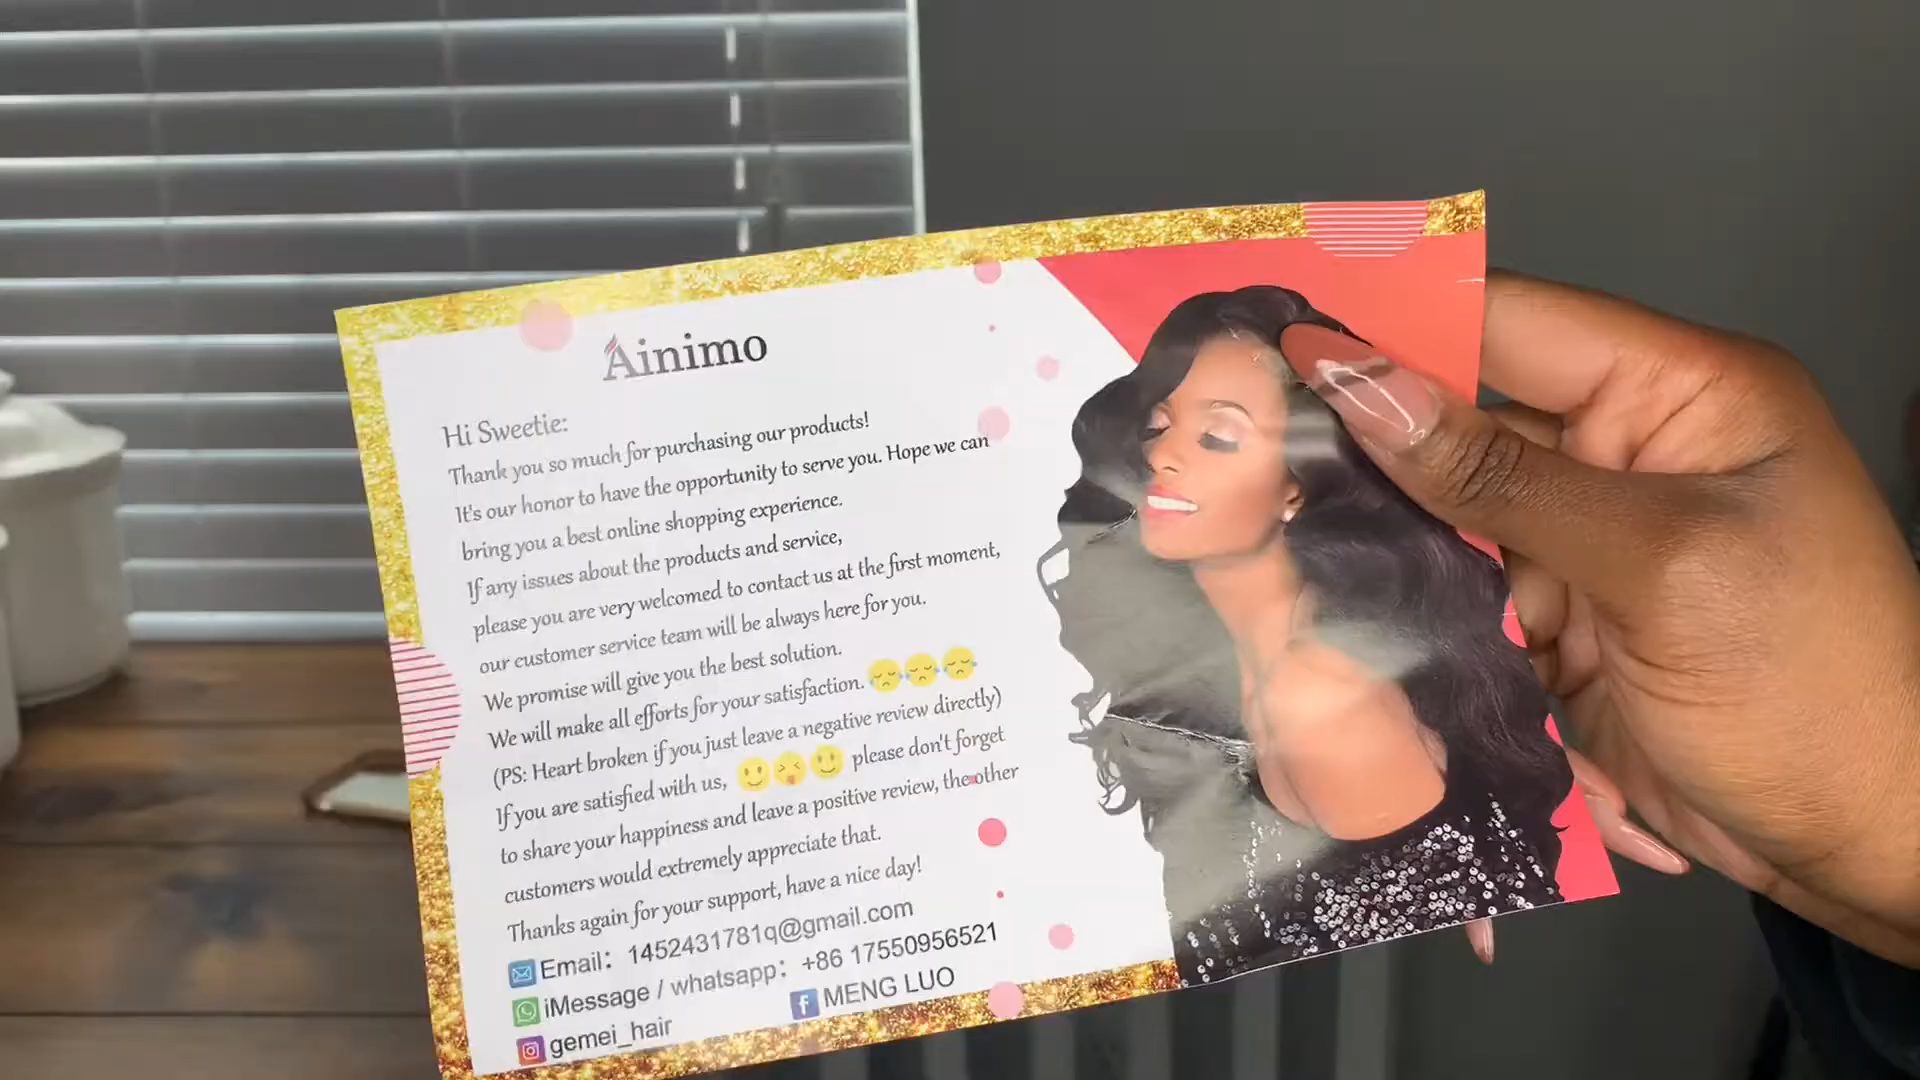 Ainimo
Hi Sweetie:
Thank you so much for purchasing our products!
It's our honor to have the opportunity to serve you. Hope we can
bring you a best online shopping experience.
If any issues about the products and service,
please you are very welcomed to contact us at the first moment,
our customer service team will be always here for you.
We promise will give you the best solution.
We will make all efforts for your satisfaction. 😥😥😥
(PS: Heart broken if you just leave a negative review directly)
If you are satisfied with us, 🙂😝🙂 please don't forget
to share your happiness and leave a positive review, the other
customers would extremely appreciate that.
Thanks again for your support, have a nice day!
Email: 1452431781q@gmail.com
iMessage / whatsapp: +86 17550956521
gemei_hair f MENG LUO